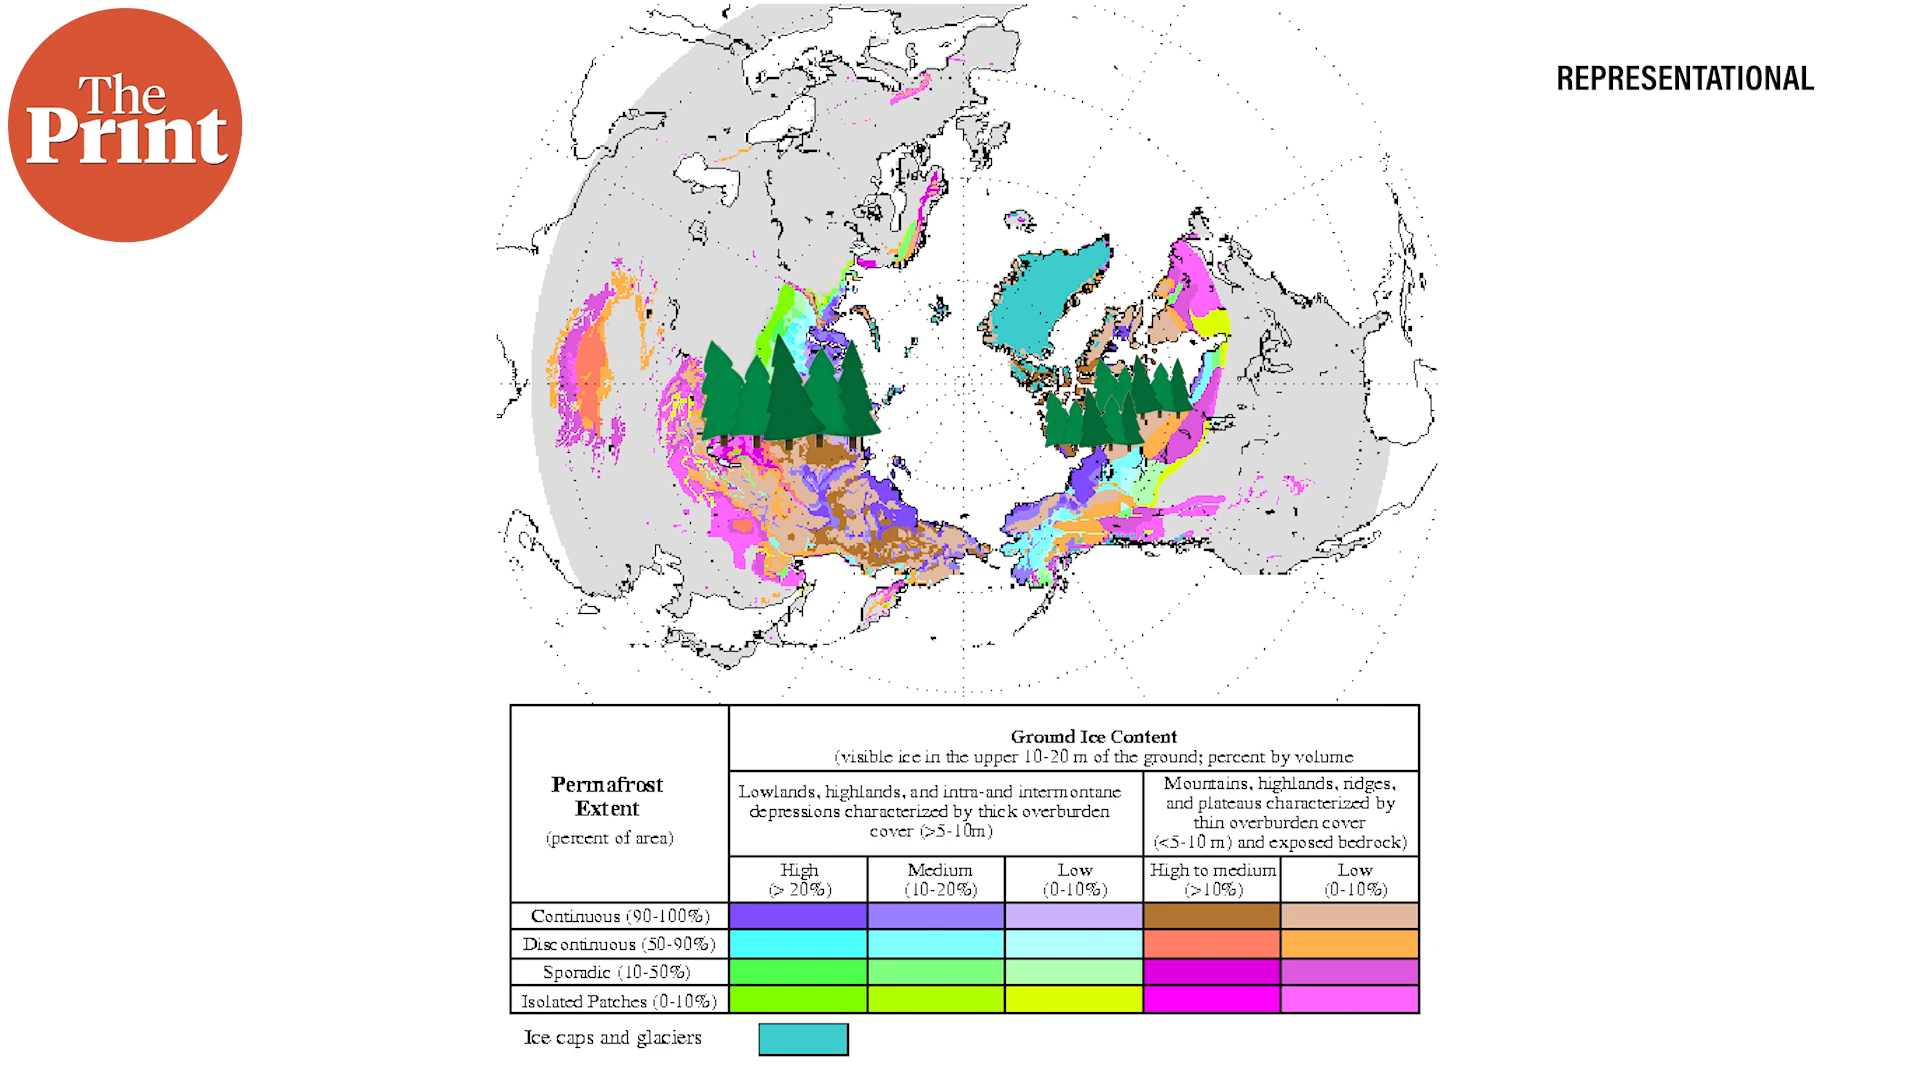 The
Print
REPRESENTATIONAL
Permafrost
Extent
(percent of area)
Ground Ice Content
(visible ice in the upper 10-20 m of the ground; percent by volume
Lowlands, highlands, and intra-and intermontane
depressions characterized by thick overburden
cover (>5-10m)
Mountains, highlands, ridges,
and plateaus characterized by
thin overburden cover
(<5-10 m) and exposed bedrock)
High
(> 20%)
Medium
(10-20%)
Low
(0-10%)
High to medium
(>10%)
Low
(0-10%)
Continuous (90-100%)
Discontinuous (50-90%)
Sporadic (10-50%)
Isolated Patches (0-10%)
Ice caps and glaciers